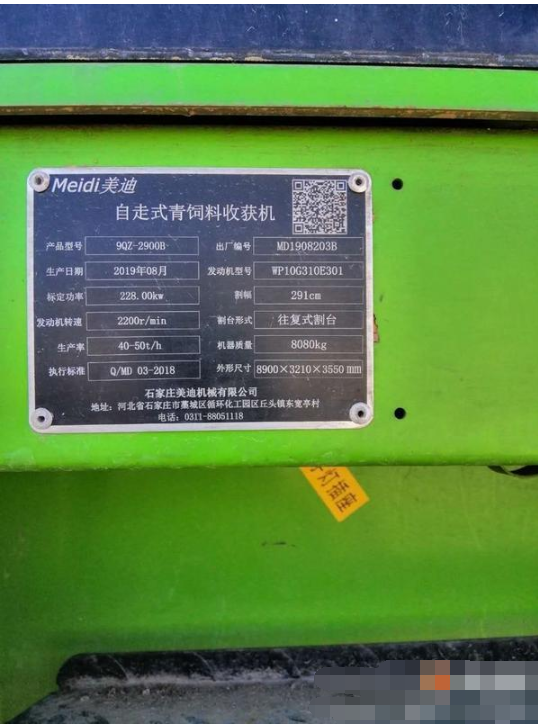 Meidi美迪
自走式青饲料收获机
产品型号 9QZ-2900B 出厂编号 MD1908203B
生产日期 2019年08月 发动机型号 WP10G310E301
标定功率 228.00kw 割幅 291cm
发动机转速 2200r/min 割台形式 往复式割台
生产率 40-50t/h 机器质量 8080kg
执行标准 Q/MD 03-2018 外形尺寸 8900×3210×3550 mm
石家庄美迪机械有限公司
地址：河北省石家庄市藁城区循环化工园区丘头镇东宽亭村
电话：0311-88051118